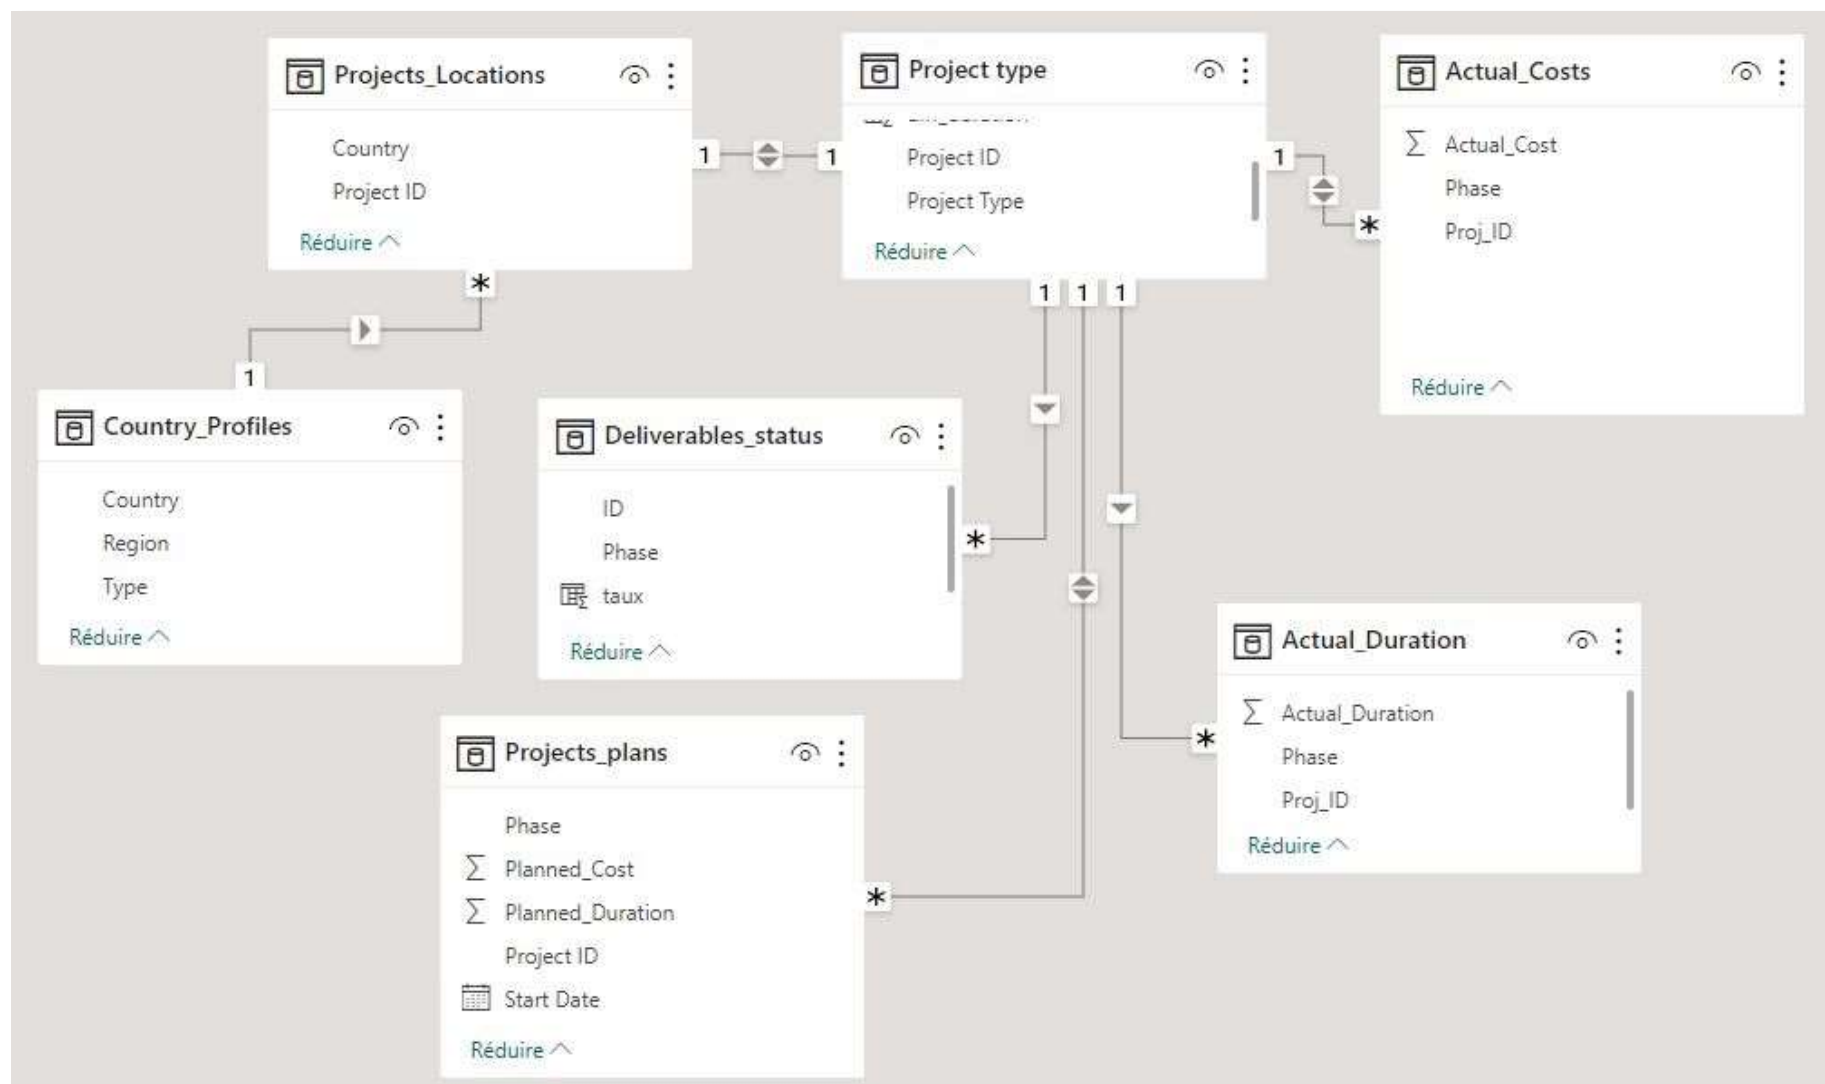 Projects_Locations
Country
Project ID
Réduire
Project type
Project ID
Project Type
Réduire
Actual_Costs
Actual_Cost
Phase
Proj_ID
Réduire
1
1
1
*
*
1
1
1
1
Country_Profiles
Country
Region
Type
Réduire
Deliverables_status
ID
Phase
taux
Réduire
*
Projects_plans
Phase
Planned_Cost
Planned_Duration
Project ID
Start Date
Réduire
*
Actual_Duration
Actual_Duration
Phase
Proj_ID
Réduire
*